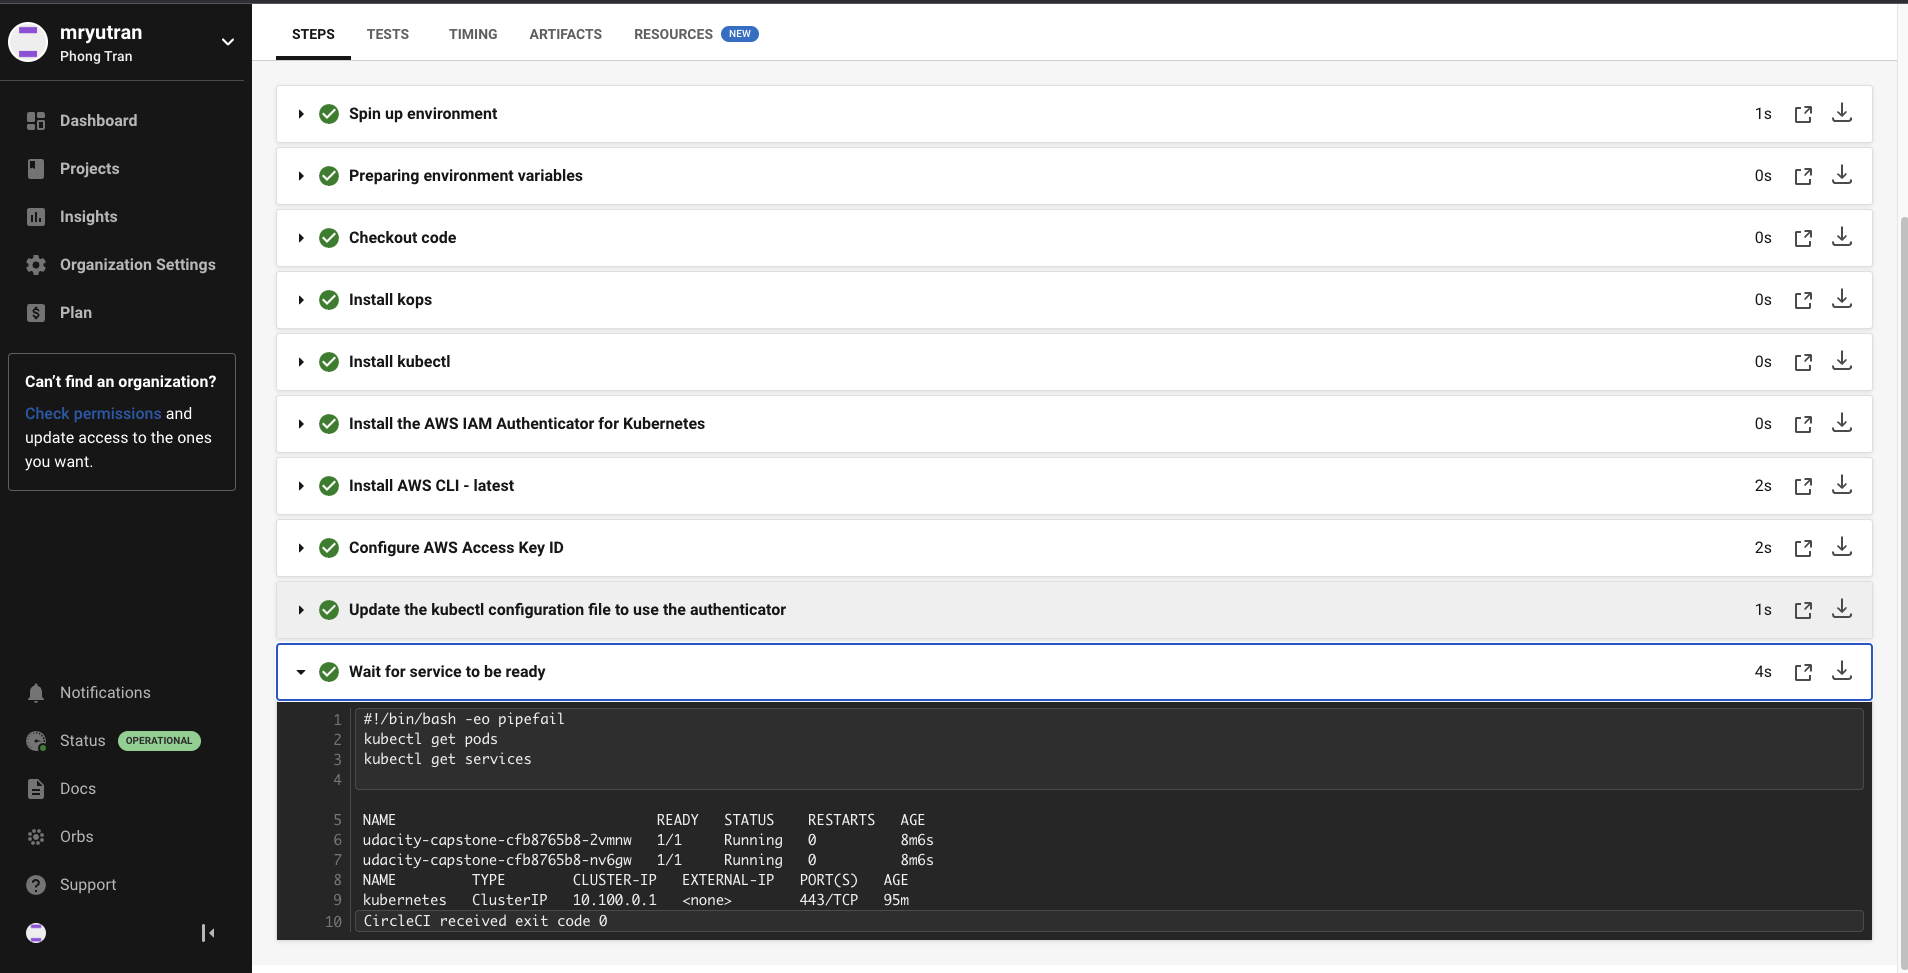 mryutran
Phong Tran
Dashboard
Projects
Insights
Organization Settings
Plan
Can't find an organization?
Check permissions and
update access to the ones
you want.
Notifications
Status OPERATIONAL
Docs
Orbs
Support
STEPS TESTS TIMING ARTIFACTS RESOURCES NEW
Spin up environment 1s
Preparing environment variables 0s
Checkout code 0s
Install kops 0s
Install kubectl 0s
Install the AWS IAM Authenticator for Kubernetes 0s
Install AWS CLI - latest 2s
Configure AWS Access Key ID 2s
Update the kubectl configuration file to use the authenticator 1s
Wait for service to be ready 4s
1 #!/bin/bash -eo pipefail
2 kubectl get pods
3 kubectl get services
4
5 NAME READY STATUS RESTARTS AGE
6 udacity-capstone-cfb8765b8-2vmnw 1/1 Running 0 8m6s
7 udacity-capstone-cfb8765b8-nv6gw 1/1 Running 0 8m6s
8 NAME TYPE CLUSTER-IP EXTERNAL-IP PORT(S) AGE
9 kubernetes ClusterIP 10.100.0.1 <none> 443/TCP 95m
10 CircleCI received exit code 0